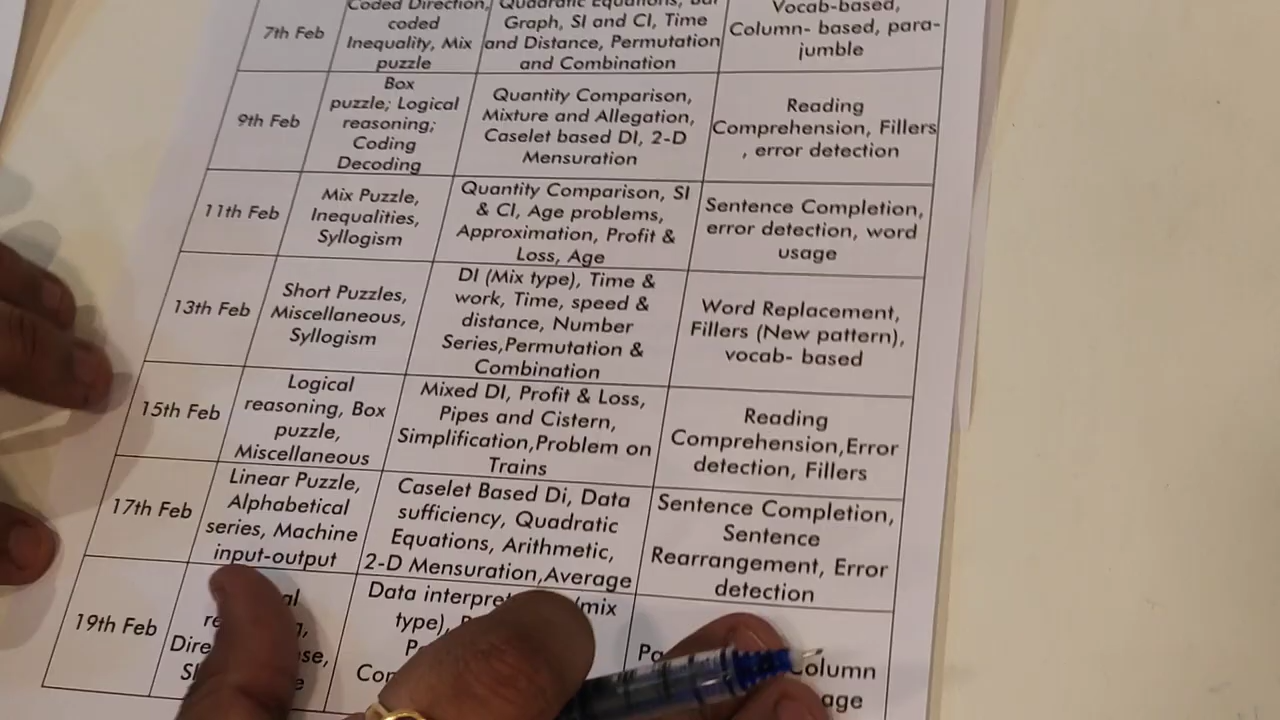 7th Feb
Coded Direction,
coded
Inequality, Mix
puzzle
Quadratic Equations, Bar
Graph, SI and CI, Time
and Distance, Permutation
and Combination
Vocab-based,
Column- based, para-
jumble
9th Feb
Box
puzzle; Logical
reasoning;
Coding
Decoding
Quantity Comparison,
Mixture and Allegation,
Caselet based DI, 2-D
Mensuration
Reading
Comprehension, Fillers
, error detection
11th Feb
Mix Puzzle,
Inequalities,
Syllogism
Quantity Comparison, SI
& CI, Age problems,
Approximation, Profit &
Loss, Age
Sentence Completion,
error detection, word
usage
13th Feb
Short Puzzles,
Miscellaneous,
Syllogism
DI (Mix type), Time &
work, Time, speed &
distance, Number
Series,Permutation &
Combination
Word Replacement,
Fillers (New pattern),
vocab- based
15th Feb
Logical
reasoning, Box
puzzle,
Miscellaneous
Mixed DI, Profit & Loss,
Pipes and Cistern,
Simplification,Problem on
Trains
Reading
Comprehension,Error
detection, Fillers
17th Feb
Linear Puzzle,
Alphabetical
series, Machine
input-output
Caselet Based Di, Data
sufficiency, Quadratic
Equations, Arithmetic,
2-D Mensuration,Average
Sentence Completion,
Sentence
Rearrangement, Error
detection
19th Feb
Data (mix
type),
Column